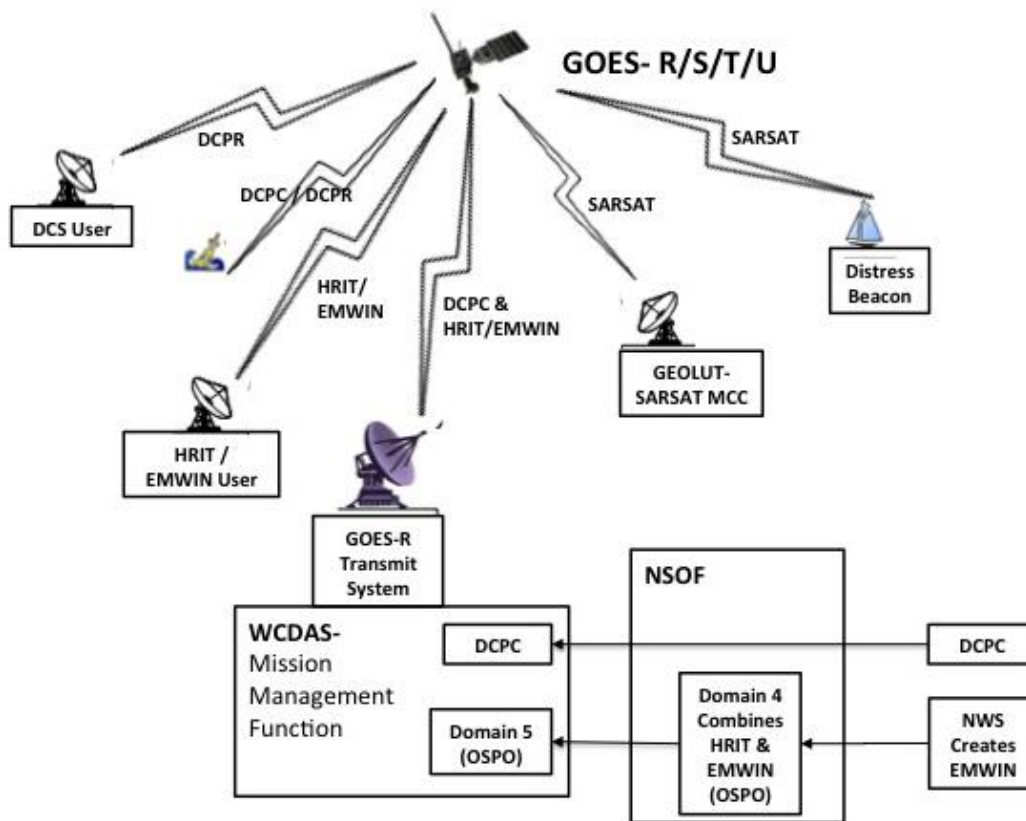 GOES- R/S/T/U
DCPR
SARSAT
DCS User
DCPC / DCPR
SARSAT
Distress
Beacon
HRIT/
EMWIN
DCPC &
HRIT/EMWIN
GEOLUT-
SARSAT MCC
HRIT /
EMWIN User
GOES-R
Transmit
System
NSOF
WCDAS-
Mission
Management
Function
DCPC
DCPC
Domain 5
(OSPO)
Domain 4
Combines
HRIT &
EMWIN
(OSPO)
NWS
Creates
EMWIN